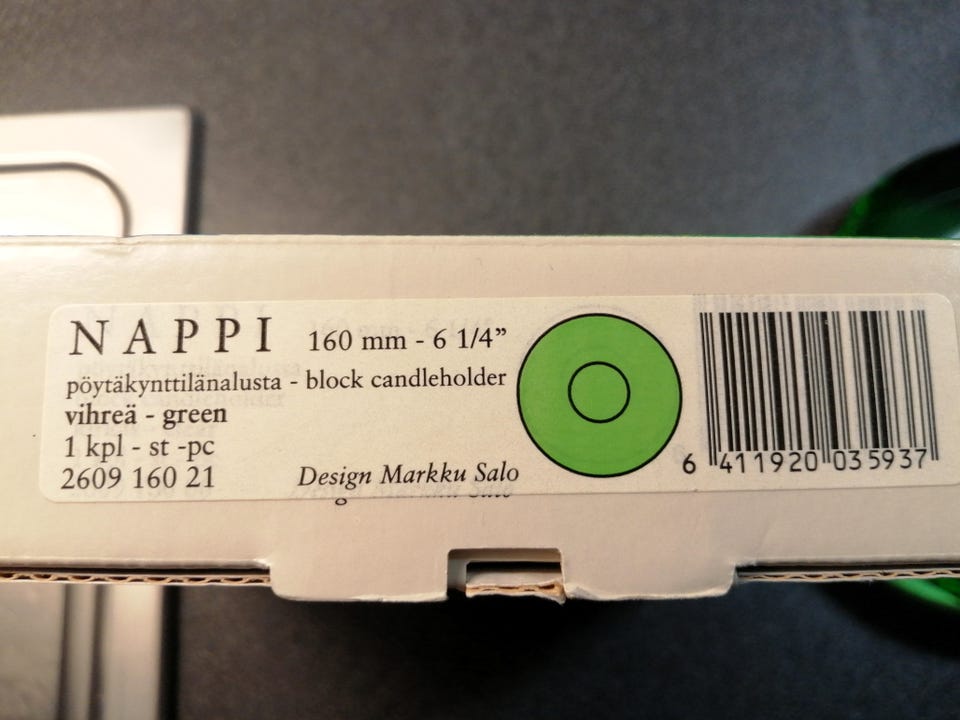 NAPPI 160 mm - 6 1/4”
pöytäkynttilänalusta - block candleholder
vihreä - green
1 kpl - st -pc
2609 160 21
Design Markku Salo
6 411920 035937